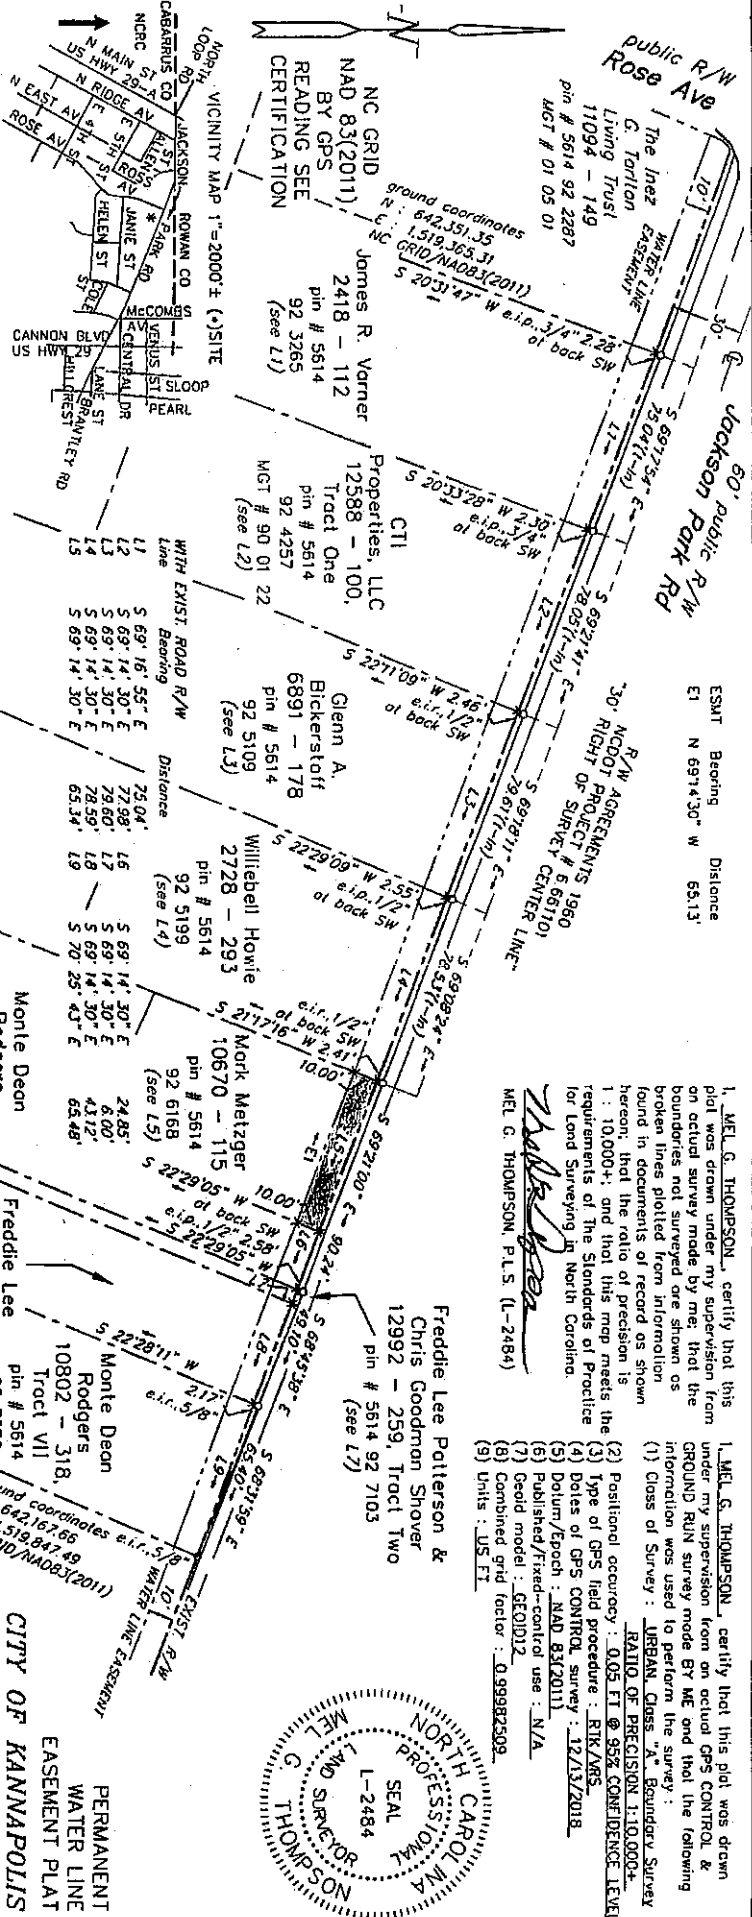 public R/W
Rose Ave
The Inez
G. Tarlton
Living Trust
11094 - 149
pin # 5614 92 2287
MGT # 01 05 01
10'
WATER LINE
EASEMENT
30'
60' public R/W
Jackson Park Rd
ESMT Bearing Distance
E1 N 69°14'30" W 65.13'
R/W AGREEMENTS 1960
NCDOT PROJECT # 6.661101
"30' RIGHT OF SURVEY CENTER LINE"
N
NC GRID
NAD 83(2011)
BY GPS
READING SEE
CERTIFICATION
ground coordinates
N : 642,351.35
E : 1,519,365.31
NC GRID/NAD83(2011)
S 20°31'47" W
e.i.p., 3/4" 2.28'
at back SW
S 69°17'54" E
75.04'(1-ln)
L1
James R. Varner
2418 - 112
pin # 5614
92 3265
(see L1)
S 20°33'28" W 2.30'
e.i.p., 3/4"
at back SW
S 69°21'41" E
78.05'(1-ln)
L2
CTI
Properties, LLC
12588 - 100,
Tract One
pin # 5614
92 4257
MGT # 90 01 22
(see L2)
S 22°11'09" W 2.46'
e.i.r., 1/2"
at back SW
S 69°18'11" E
79.61'(1-ln)
L3
Glenn A.
Bickerstaff
6891 - 178
pin # 5614
92 5109
(see L3)
S 22°29'09" W 2.55'
e.i.p., 1/2"
at back SW
S 69°08'24" E
78.53'(1-ln)
L4
Williebell Howie
2728 - 293
pin # 5614
92 5199
(see L4)
e.i.r., 1/2"
at back SW
S 21°17'16" W 2.41'
10.00'
S 69°21'00" E 90.24'
L5
E1
Mark Metzger
10670 - 115
pin # 5614
92 6168
(see L5)
10.00'
S 22°29'05" W
at back SW
e.i.p., 1/2" 2.58'
S 22°29'05" W
L6
L7
Freddie Lee Patterson &
Chris Goodman Shover
12992 - 259, Tract Two
pin # 5614 92 7103
(see L7)
S 68°45'38" E
49.10'
L8
S 22°28'11" W
2.17'
e.i.r., 5/8"
S 68°31'59" E
65.40'
L9
Monte Dean
Rodgers
10802 - 318,
Tract VII
pin # 5614
ground coordinates
642,167.66
1,519,847.49
GRID/NAD83(2011)
e.i.r., 5/8"
EXIST. R/W
10'
WATER LINE EASEMENT
Monte Dean
Freddie Lee
VICINITY MAP 1"=2000'± (*)SITE
NORTH LOOP RD
CABARRUS CO
NCRC
N MAIN ST
US HWY 29-A
N RIDGE AV
N EAST AV
ROSE AV
E 4TH ST
E 5TH ST
ALLEN ST
ROSS AV
JACKSON PARK RD
ROWAN CO
JANIE ST
HELEN ST
COLE ST
McCOMBS AV
VENUS ST
CENTRAL DR
CANNON BLVD
US HWY 29
SLOOP
PEARL
LANE ST
HILLCREST
BRANTLEY RD
WITH EXIST. ROAD R/W
Line Bearing Distance
L1 S 69° 16' 55" E 75.04'
L2 S 69° 14' 30" E 77.98'
L3 S 69° 14' 30" E 79.60'
L4 S 69° 14' 30" E 78.59'
L5 S 69° 14' 30" E 65.34'
L6 S 69° 14' 30" E 24.85'
L7 S 69° 14' 30" E 6.00'
L8 S 69° 14' 30" E 43.12'
L9 S 70° 25' 43" E 65.48'
I, MEL G. THOMPSON, certify that this
plat was drawn under my supervision from
an actual survey made by me; that the
boundaries not surveyed are shown as
broken lines plotted from information
found in documents of record as shown
hereon; that the ratio of precision is
1 : 10,000+; and that this map meets the
requirements of The Standards of Practice
for Land Surveying in North Carolina.
MEL G. THOMPSON, P.L.S. (L-2484)
I, MEL G. THOMPSON, certify that this plat was drawn
under my supervision from an actual GPS CONTROL &
GROUND RUN survey made BY ME and that the following
information was used to perform the survey :
(1) Class of Survey : URBAN, Class "A" Boundary Survey
RATIO OF PRECISION 1:10,000+
(2) Positional accuracy : 0.05 FT @ 95% CONFIDENCE LEVEL
(3) Type of GPS field procedure : RTK/VRS
(4) Dates of GPS CONTROL survey : 12/13/2018
(5) Datum/Epoch : NAD 83(2011)
(6) Published/Fixed-control use : N/A
(7) Geoid model : GEOID12
(8) Combined grid factor : 0.99982509
(9) Units : US FT
NORTH CAROLINA
PROFESSIONAL
SEAL
L-2484
LAND SURVEYOR
MEL G. THOMPSON
PERMANENT
WATER LINE
EASEMENT PLAT
CITY OF KANNAPOLIS